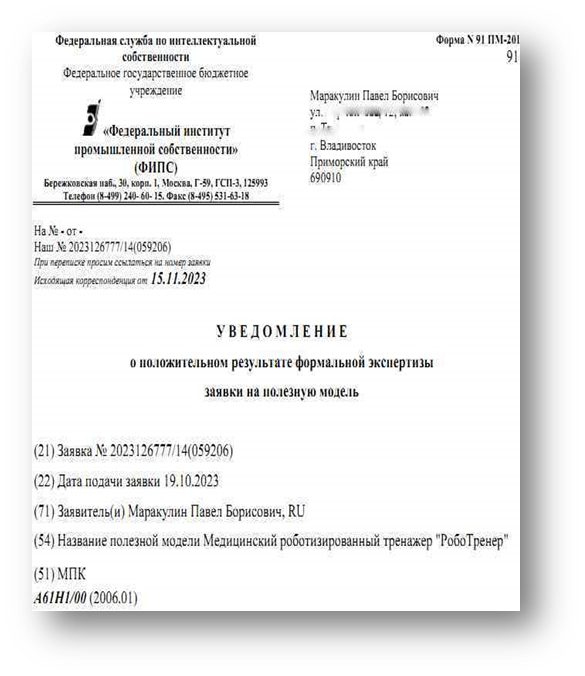 Федеральная служба по интеллектуальной
собственности
Федеральное государственное бюджетное
учреждение
«Федеральный институт
промышленной собственности»
(ФИПС)
Бережковская наб., 30, корп. 1, Москва, Г-59, ГСП-3, 125993
Телефон (8-499) 240- 60- 15. Факс (8-495) 531-63-18
Форма N 91 ПМ-201
91
Маракулин Павел Борисович
ул.
г. Владивосток
Приморский край
690910
На № - от -
Наш № 2023126777/14(059206)
При переписке просим ссылаться на номер заявки
Исходящая корреспонденция от 15.11.2023
У В Е Д О М Л Е Н И Е
о положительном результате формальной экспертизы
заявки на полезную модель
(21) Заявка № 2023126777/14(059206)
(22) Дата подачи заявки 19.10.2023
(71) Заявитель(и) Маракулин Павел Борисович, RU
(54) Название полезной модели Медицинский роботизированный тренажер "РобоТренер"
(51) МПК
A61H1/00 (2006.01)